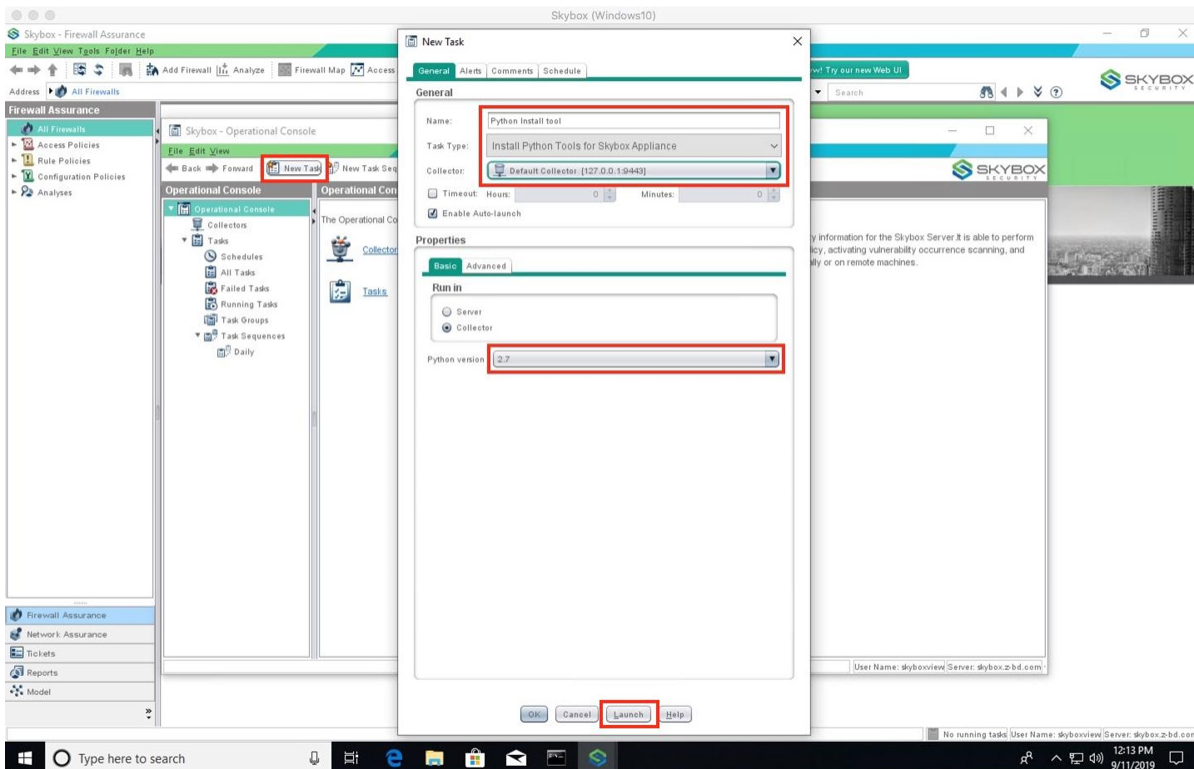 Skybox (Windows10)
Skybox - Firewall Assurance
File Edit View Tools Folder Help
Add Firewall Analyze Firewall Map Access
Address All Firewalls
Firewall Assurance
All Firewalls
Access Policies
Rule Policies
Configuration Policies
Analyses
Firewall Assurance
Network Assurance
Tickets
Reports
Model
Skybox - Operational Console
File Edit View
Back Forward New Task New Task Seq
Operational Console
Operational Console
Collectors
Tasks
Schedules
All Tasks
Failed Tasks
Running Tasks
Task Groups
Task Sequences
Daily
Operational Con
The Operational Co
Collector
Tasks
New Task
General Alerts Comments Schedule
General
Name: Python Install tool
Task Type: Install Python Tools for Skybox Appliance
Collector: Default Collector [127.0.0.1:9443]
Timeout: Hours: 0 Minutes: 0
Enable Auto-launch
Properties
Basic Advanced
Run in
Server
Collector
Python version 2.7
OK Cancel Launch Help
w! Try our new Web UI
Search
SKYBOX
SECURITY
SKYBOX
SECURITY
y information for the Skybox Server.It is able to perform
icy, activating vulnerability occurrence scanning, and
lly or on remote machines.
User Name: skyboxview Server: skybox.z-bd.com
No running tasks User Name: skyboxview Server: skybox.z-bd.com
Type here to search
12:13 PM
9/11/2019